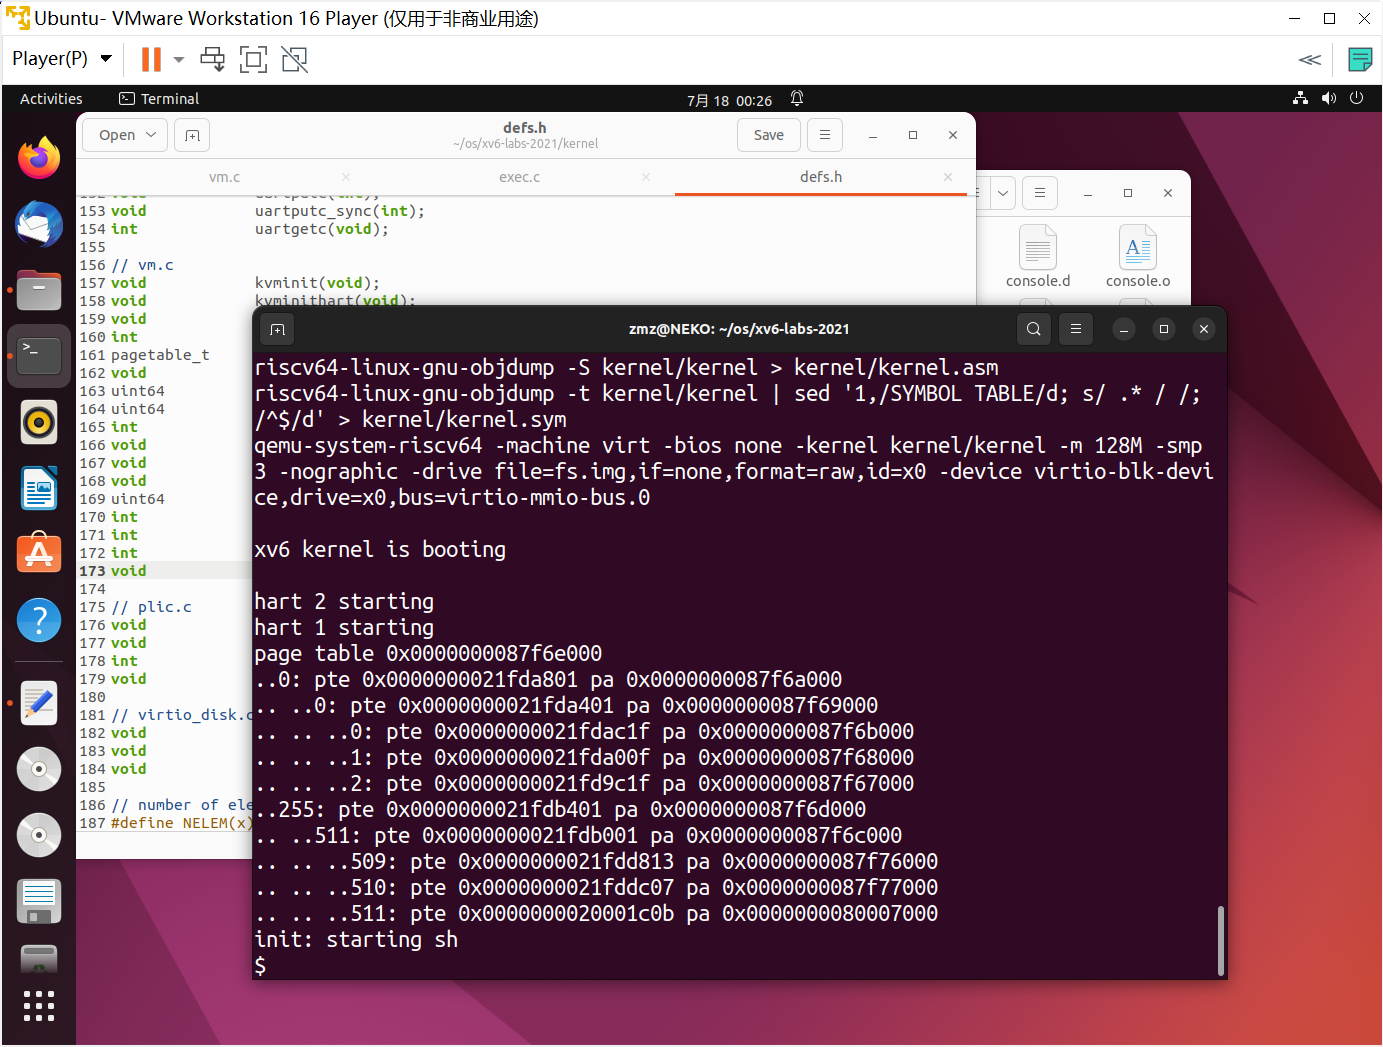 Ubuntu- VMware Workstation 16 Player (仅用于非商业用途)
Player(P)
Activities
Terminal
7月 18 00:26
Open
defs.h
~/os/xv6-labs-2021/kernel
Save
vm.c
exec.c
defs.h
153 void uartputc_sync(int);
154 int uartgetc(void);
155
156 // vm.c
157 void kvminit(void);
158 void kvminithart(void);
159 void
160 int
161 pagetable_t
162 void
163 uint64
164 uint64
165 int
166 void
167 void
168 void
169 uint64
170 int
171 int
172 int
173 void
174
175 // plic.c
176 void
177 void
178 int
179 void
180
181 // virtio_disk.c
182 void
183 void
184 void
185
186 // number of ele
187 #define NELEM(x)
console.d
console.o
zmz@NEKO: ~/os/xv6-labs-2021
riscv64-linux-gnu-objdump -S kernel/kernel > kernel/kernel.asm
riscv64-linux-gnu-objdump -t kernel/kernel | sed '1,/SYMBOL TABLE/d; s/ .* / /;
/^$/d' > kernel/kernel.sym
qemu-system-riscv64 -machine virt -bios none -kernel kernel/kernel -m 128M -smp
3 -nographic -drive file=fs.img,if=none,format=raw,id=x0 -device virtio-blk-devi
ce,drive=x0,bus=virtio-mmio-bus.0
xv6 kernel is booting
hart 2 starting
hart 1 starting
page table 0x0000000087f6e000
..0: pte 0x0000000021fda801 pa 0x0000000087f6a000
.. ..0: pte 0x0000000021fda401 pa 0x0000000087f69000
.. .. ..0: pte 0x0000000021fdac1f pa 0x0000000087f6b000
.. .. ..1: pte 0x0000000021fda00f pa 0x0000000087f68000
.. .. ..2: pte 0x0000000021fd9c1f pa 0x0000000087f67000
..255: pte 0x0000000021fdb401 pa 0x0000000087f6d000
.. ..511: pte 0x0000000021fdb001 pa 0x0000000087f6c000
.. .. ..509: pte 0x0000000021fdd813 pa 0x0000000087f76000
.. .. ..510: pte 0x0000000021fddc07 pa 0x0000000087f77000
.. .. ..511: pte 0x0000000020001c0b pa 0x0000000080007000
init: starting sh
$